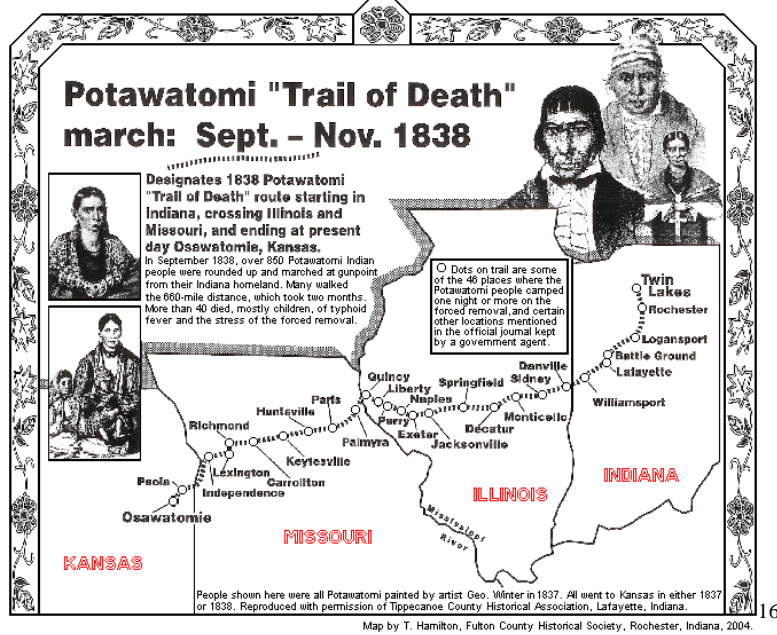 Potawatomi "Trail of Death"
march: Sept. – Nov. 1838
Designates 1838 Potawatomi
"Trail of Death" route starting in
Indiana, crossing Illinois and
Missouri, and ending at present
day Osawatomie, Kansas.
In September 1838, over 850 Potawatomi Indian
people were rounded up and marched at gunpoint
from their Indiana homeland. Many walked
the 660-mile distance, which took two months.
More than 40 died, mostly children, of typhoid
fever and the stress of the forced removal.
O Dots on trail are some
of the 46 places where the
Potawatomi people camped
one night or more on the
forced removal, and certain
other locations mentioned
in the official journal kept
by a government agent.
Twin
Lakes
Rochester
Logansport
Battle Ground
Lafayette
Williamsport
Danville
Sidney
Monticello
Springfield
Decatur
Quincy
Liberty
Naples
Perry
Exeter
Jacksonville
Paris
Palmyra
Huntsville
Keytesville
Richmond
Carrollton
Lexington
Independence
Paola
Osawatomie
INDIANA
ILLINOIS
MISSOURI
KANSAS
Mississippi
River
People shown here were all Potawatomi painted by artist Geo. Winter in 1837. All went to Kansas in either 1837
or 1838. Reproduced with permission of Tippecanoe County Historical Association, Lafayette, Indiana.
16
Map by T. Hamilton, Fulton County Historical Society, Rochester, Indiana, 2004.